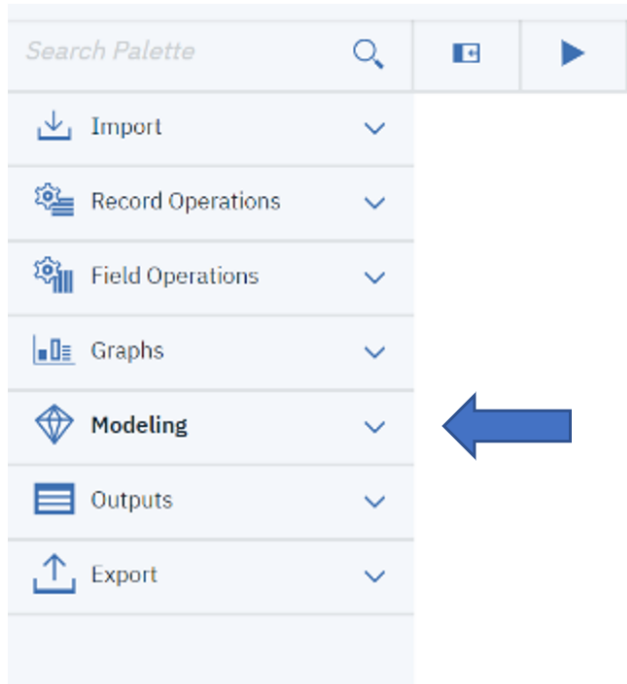 Search Palette
Import
Record Operations
Field Operations
Graphs
Modeling
Outputs
Export